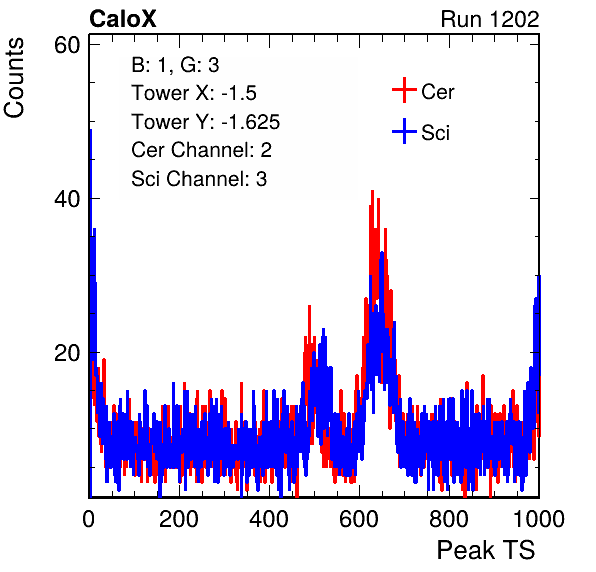 CaloX Run 1202
60
Counts
B: 1, G: 3
Tower X: -1.5
Tower Y: -1.625
Cer Channel: 2
Sci Channel: 3
Cer
Sci
40
20
0 200 400 600 800 1000
Peak TS